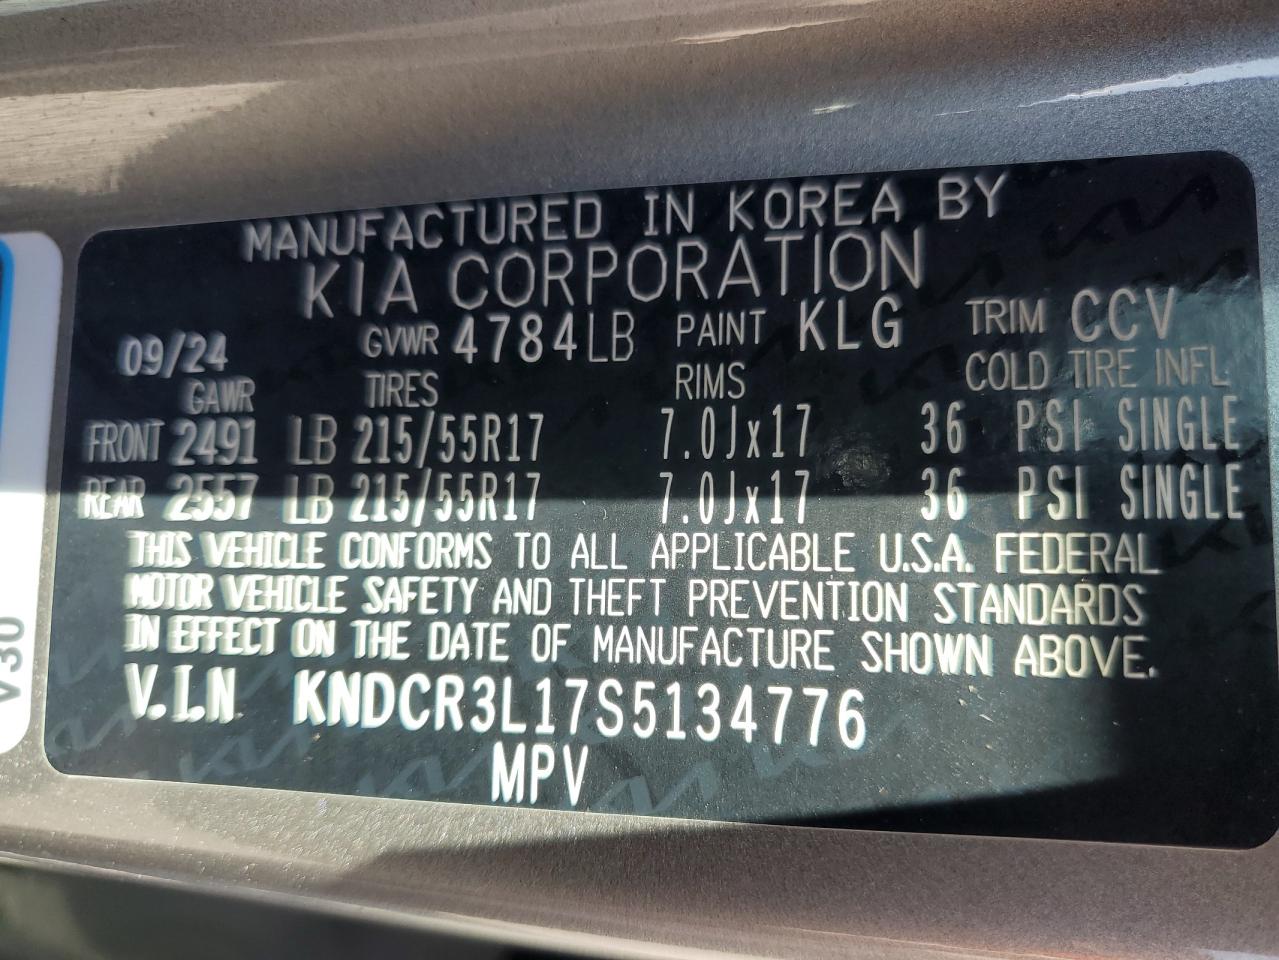 MANUFACTURED IN KOREA BY
KIA CORPORATION
09/24 GVWR 4784LB PAINT KLG TRIM CCV
GAWR TIRES RIMS COLD TIRE INFL
FRONT 2491 LB 215/55R17 7.0Jx17 36 PSI SINGLE
REAR 2557 LB 215/55R17 7.0Jx17 36 PSI SINGLE
THIS VEHICLE CONFORMS TO ALL APPLICABLE U.S.A. FEDERAL
MOTOR VEHICLE SAFETY AND THEFT PREVENTION STANDARDS
IN EFFECT ON THE DATE OF MANUFACTURE SHOWN ABOVE.
V.I.N KNDCR3L17S5134776
MPV
V30